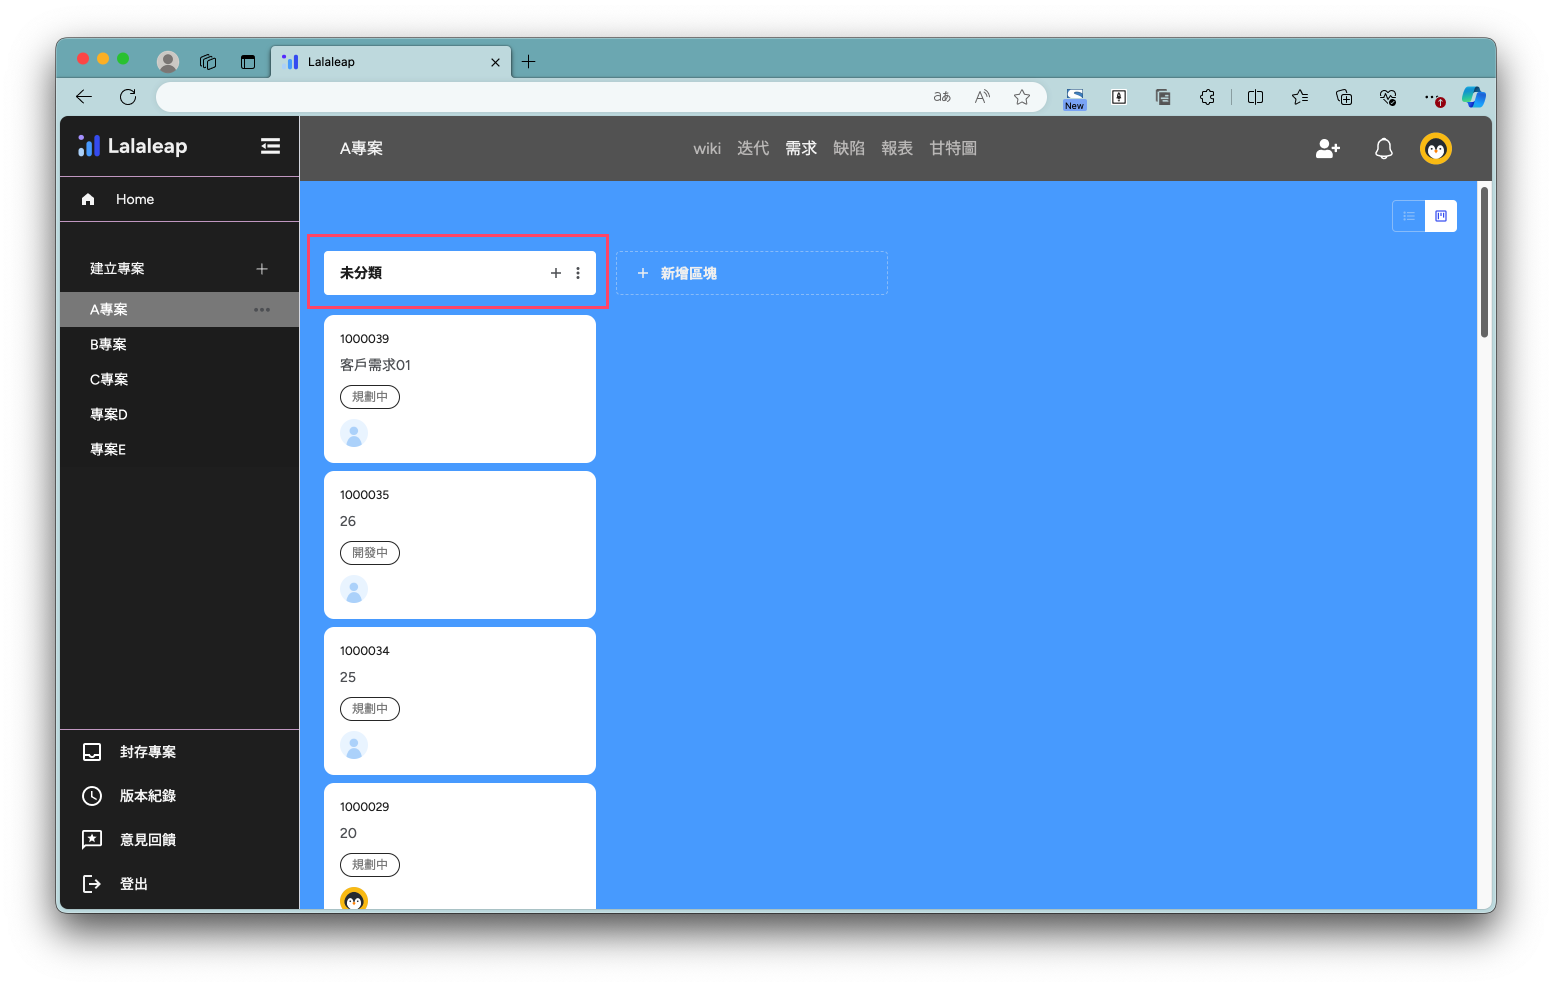 Lalaleap
aあ
A
New
Lalaleap
A專案
wiki 迭代 需求 缺陷 報表 甘特圖
Home
建立專案
A專案
B專案
C專案
專案D
專案E
未分類
新增區塊
1000039
客戶需求01
規劃中
1000035
26
開發中
1000034
25
規劃中
1000029
20
規劃中
封存專案
版本紀錄
意見回饋
登出